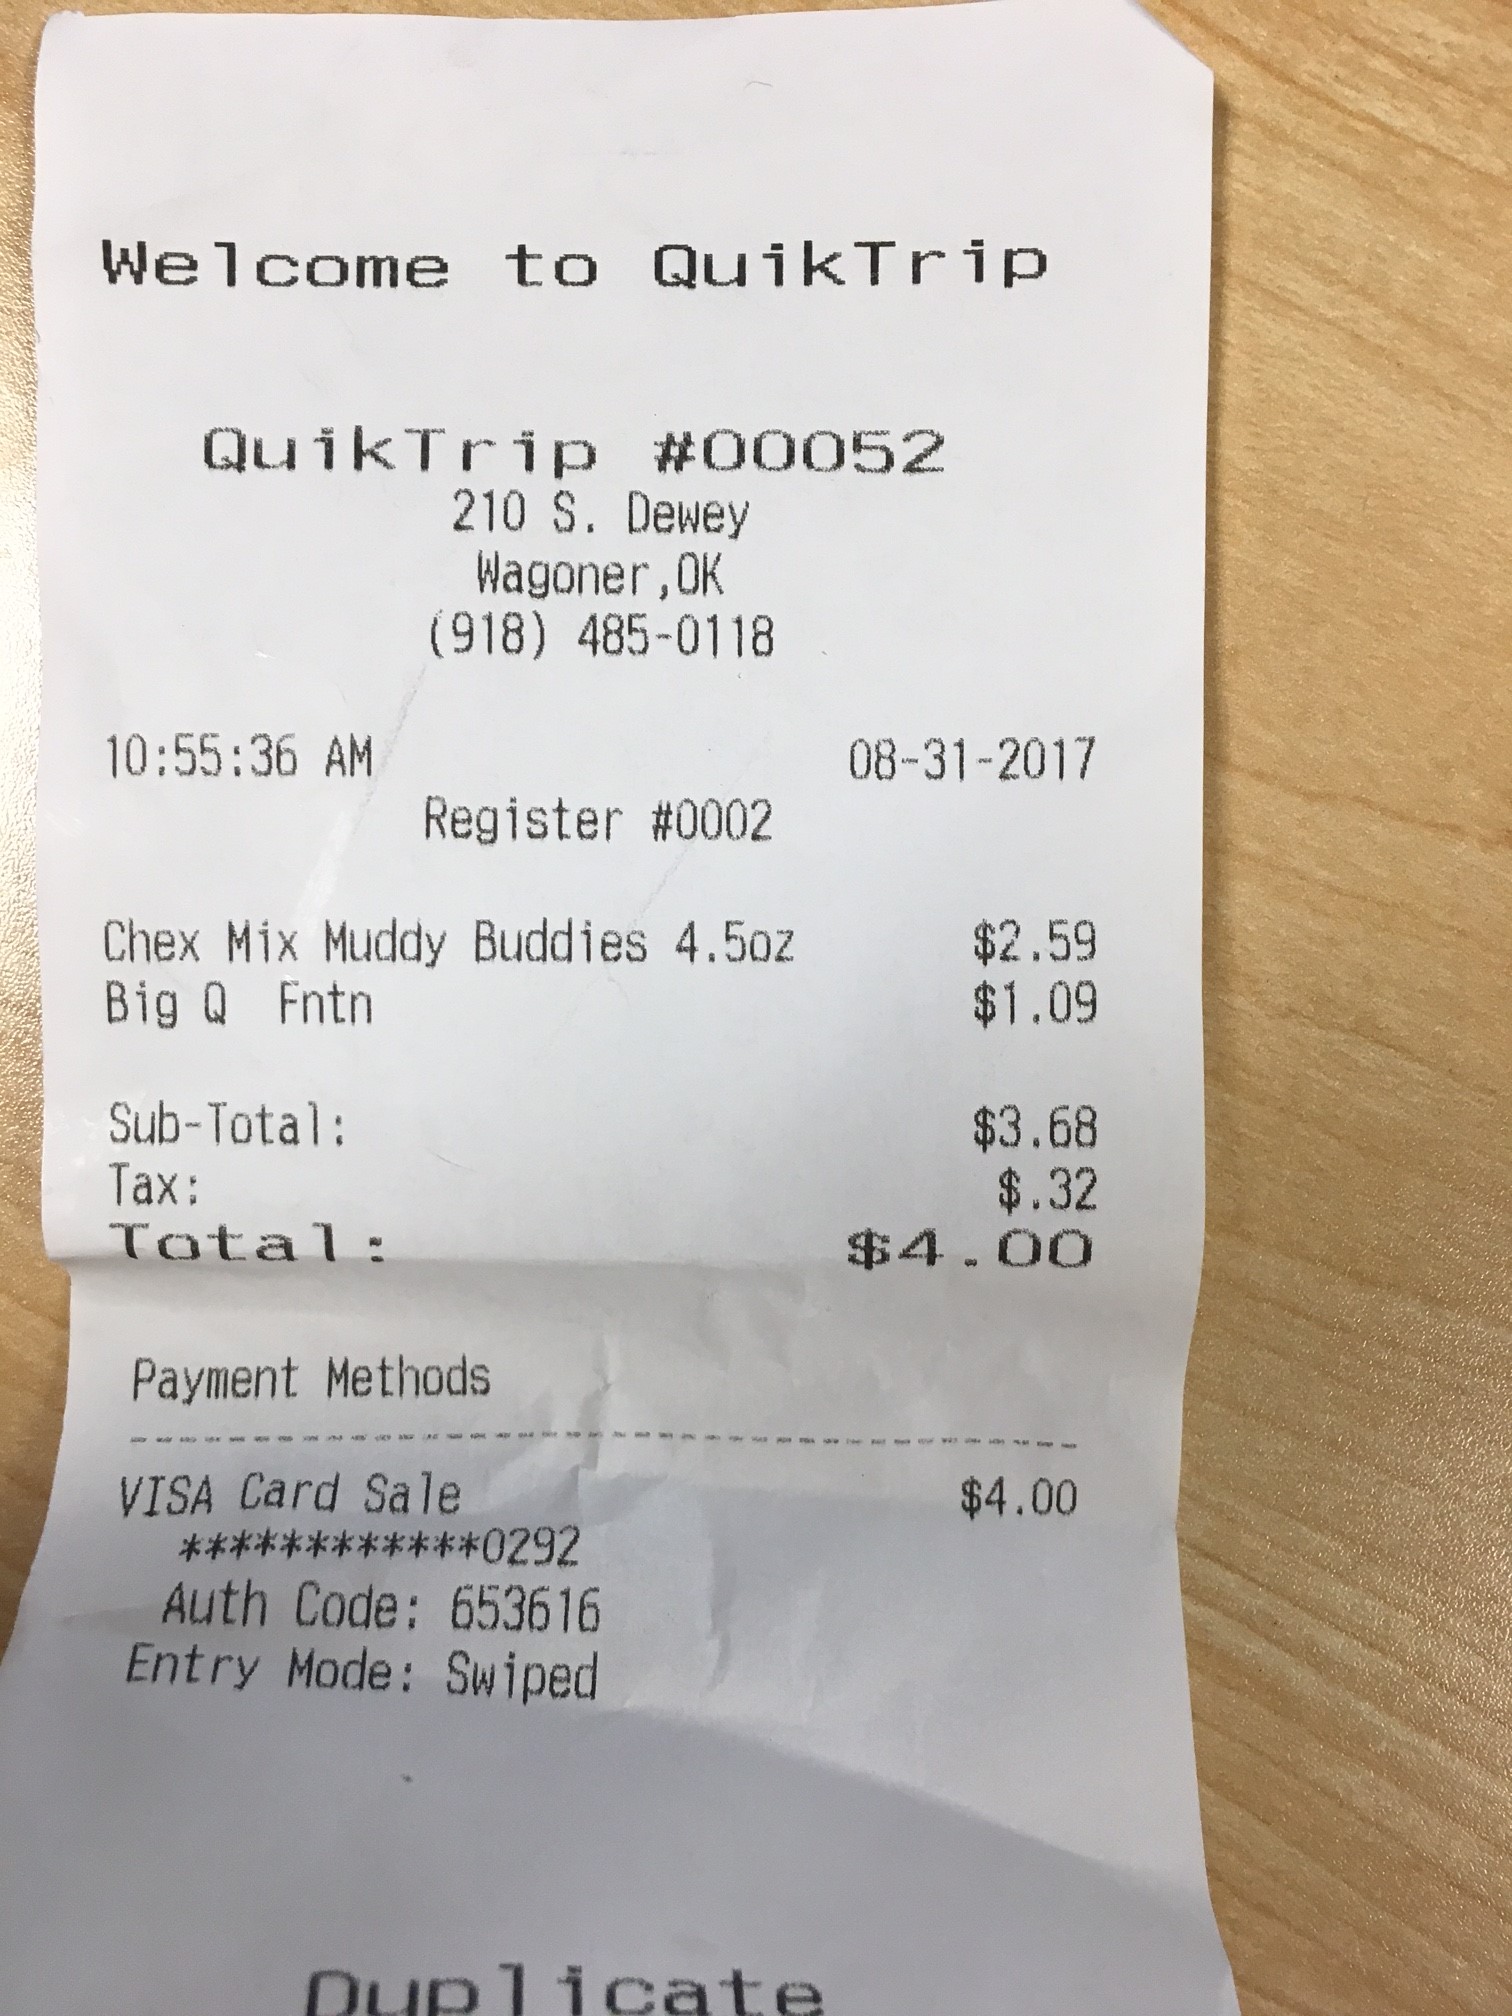 Welcome to QuikTrip
QuikTrip #00052
210 S. Dewey
Wagoner,OK
(918) 485-0118
10:55:36 AM 08-31-2017
Register #0002
Chex Mix Muddy Buddies 4.5oz $2.59
Big Q Fntn $1.09
Sub-Total: $3.68
Tax: $.32
Total: $4.00
Payment Methods
----------------------------------------
VISA Card Sale $4.00
************0292
Auth Code: 653616
Entry Mode: Swiped
Duplicate